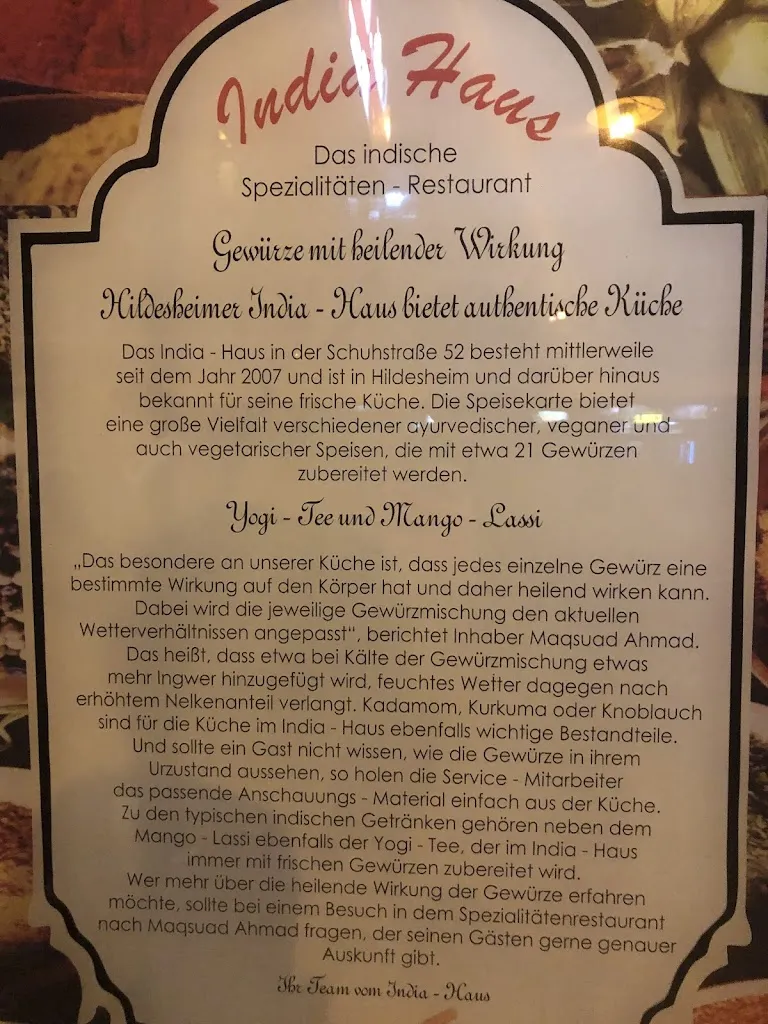 India Haus
Das indische
Spezialitäten - Restaurant
Gewürze mit heilender Wirkung
Hildesheimer India - Haus bietet authentische Küche
Das India - Haus in der Schuhstraße 52 besteht mittlerweile
seit dem Jahr 2007 und ist in Hildesheim und darüber hinaus
bekannt für seine frische Küche. Die Speisekarte bietet
eine große Vielfalt verschiedener ayurvedischer, veganer und
auch vegetarischer Speisen, die mit etwa 21 Gewürzen
zubereitet werden.
Yogi - Tee und Mango - Lassi
„Das besondere an unserer Küche ist, dass jedes einzelne Gewürz eine
bestimmte Wirkung auf den Körper hat und daher heilend wirken kann.
Dabei wird die jeweilige Gewürzmischung den aktuellen
Wetterverhältnissen angepasst“, berichtet Inhaber Maqsuad Ahmad.
Das heißt, dass etwa bei Kälte der Gewürzmischung etwas
mehr Ingwer hinzugefügt wird, feuchtes Wetter dagegen nach
erhöhtem Nelkenanteil verlangt. Kadamom, Kurkuma oder Knoblauch
sind für die Küche im India - Haus ebenfalls wichtige Bestandteile.
Und sollte ein Gast nicht wissen, wie die Gewürze in ihrem
Urzustand aussehen, so holen die Service - Mitarbeiter
das passende Anschauungs - Material einfach aus der Küche.
Zu den typischen indischen Getränken gehören neben dem
Mango - Lassi ebenfalls der Yogi - Tee, der im India - Haus
immer mit frischen Gewürzen zubereitet wird.
Wer mehr über die heilende Wirkung der Gewürze erfahren
möchte, sollte bei einem Besuch in dem Spezialitätenrestaurant
nach Maqsuad Ahmad fragen, der seinen Gästen gerne genauer
Auskunft gibt.
Ihr Team vom India - Haus